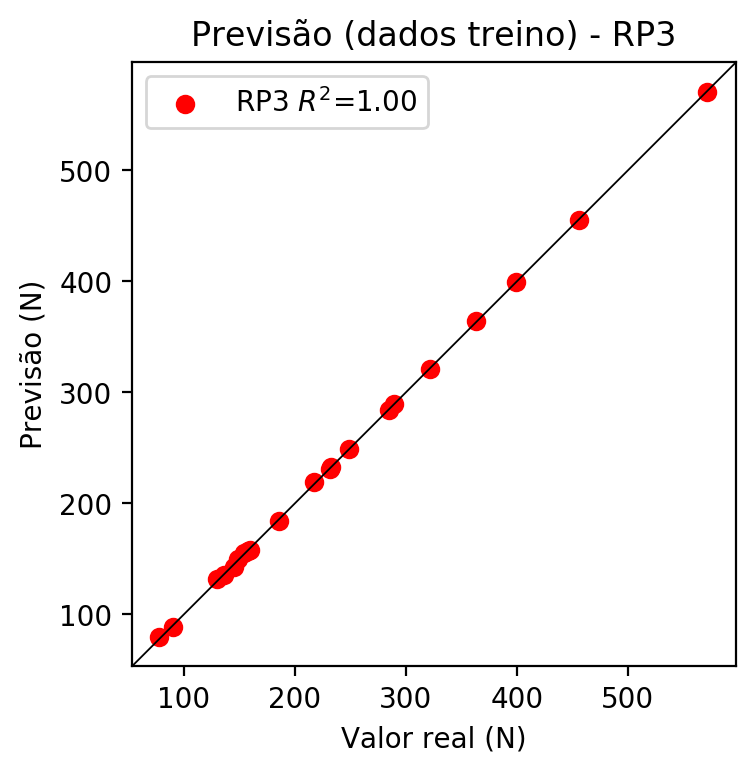 Previsão (dados treino) - RP3
RP3 R²=1.00
500
400
300
200
100
Previsão (N)
100 200 300 400 500
Valor real (N)